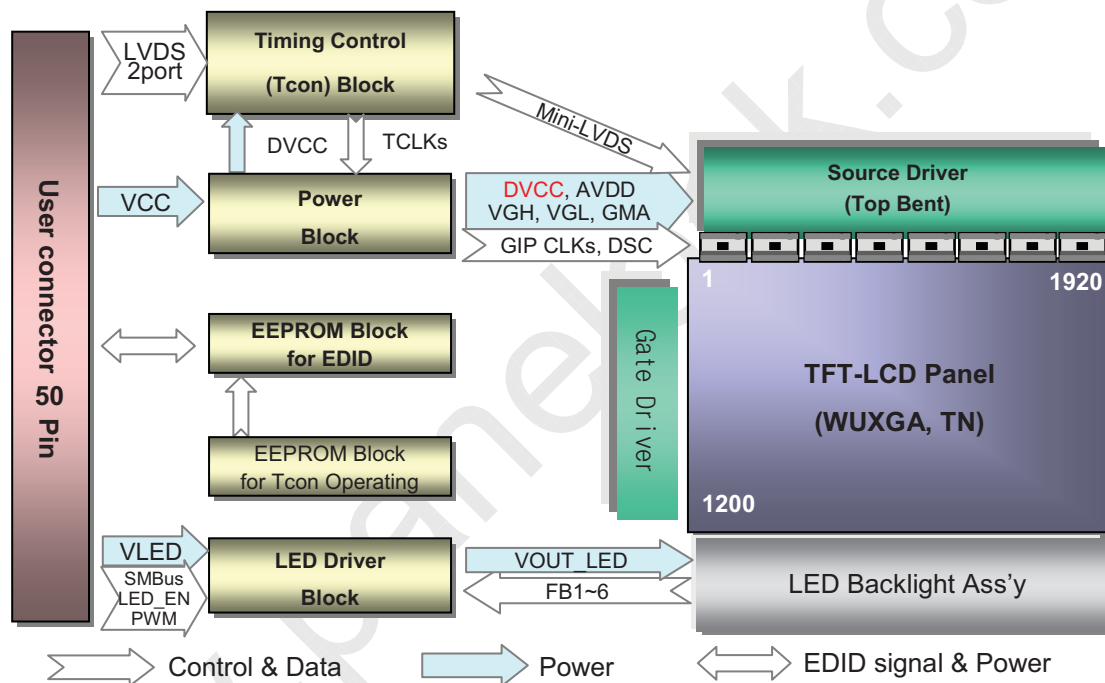 LVDS
2port
Timing Control
(Tcon) Block
Mini-LVDS
DVCC
TCLKs
User connector 50 Pin
VCC
Power
Block
DVCC, AVDD
VGH, VGL, GMA
GIP CLKs, DSC
Source Driver
(Top Bent)
1
1920
EEPROM Block
for EDID
Gate Driver
TFT-LCD Panel
(WUXGA, TN)
EEPROM Block
for Tcon Operating
1200
VLED
SMBus
LED_EN
PWM
LED Driver
Block
VOUT_LED
FB1~6
LED Backlight Ass'y
Control & Data
Power
EDID signal & Power